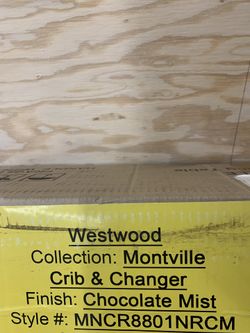 Westwood
Collection: Montville
Crib & Changer
Finish: Chocolate Mist
Style #: MNCR8801NRCM